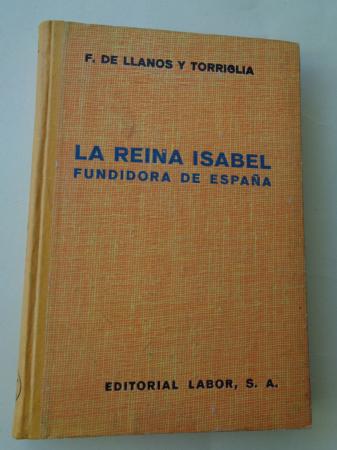 F. DE LLANOS Y TORRIGLIA
LA REINA ISABEL
FUNDIDORA DE ESPAÑA
EDITORIAL LABOR, S. A.